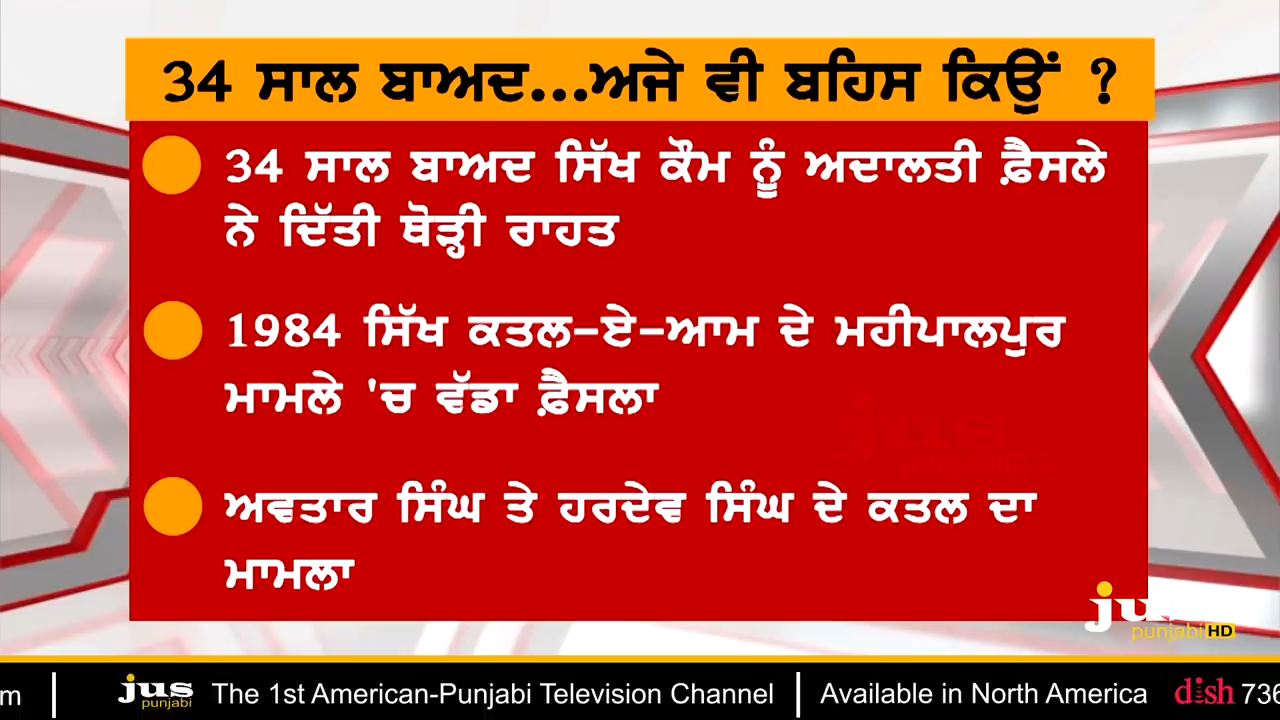 34 ਸਾਲ ਬਾਅਦ...ਅਜੇ ਵੀ ਬਹਿਸ ਕਿਉਂ ?
34 ਸਾਲ ਬਾਅਦ ਸਿੱਖ ਕੌਮ ਨੂੰ ਅਦਾਲਤੀ ਫ਼ੈਸਲੇ
ਨੇ ਦਿੱਤੀ ਥੋੜ੍ਹੀ ਰਾਹਤ
1984 ਸਿੱਖ ਕਤਲ-ਏ-ਆਮ ਦੇ ਮਹੀਪਾਲਪੁਰ
ਮਾਮਲੇ 'ਚ ਵੱਡਾ ਫ਼ੈਸਲਾ
ਅਵਤਾਰ ਸਿੰਘ ਤੇ ਹਰਦੇਵ ਸਿੰਘ ਦੇ ਕਤਲ ਦਾ
ਮਾਮਲਾ
jus
punjabi HD
m | jus punjabi The 1st American-Punjabi Television Channel | Available in North America dish 736